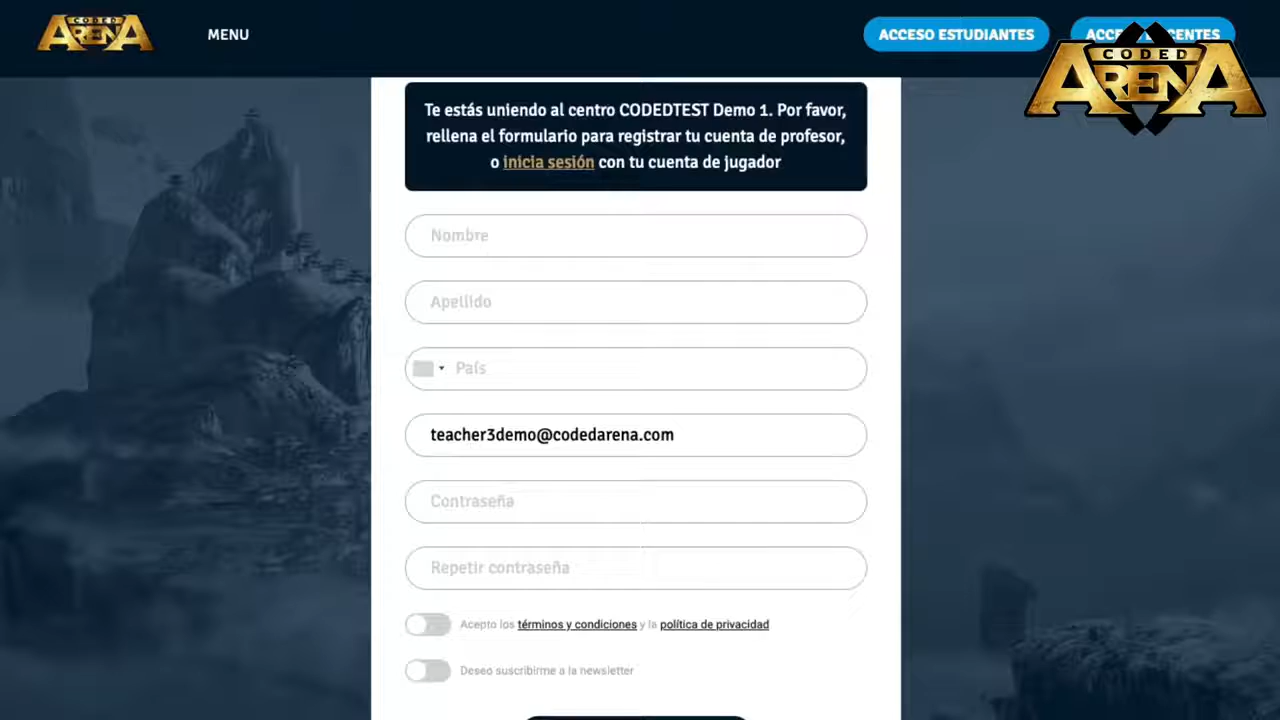 CODED
ARENA
MENU
ACCESO ESTUDIANTES
CODED
ARENA
Te estás uniendo al centro CODEDTEST Demo 1. Por favor,
rellena el formulario para registrar tu cuenta de profesor,
o inicia sesión con tu cuenta de jugador
Nombre
Apellido
País
teacher3demo@codedarena.com
Contraseña
Repetir contraseña
Acepto los términos y condiciones y la política de privacidad
Deseo suscribirme a la newsletter